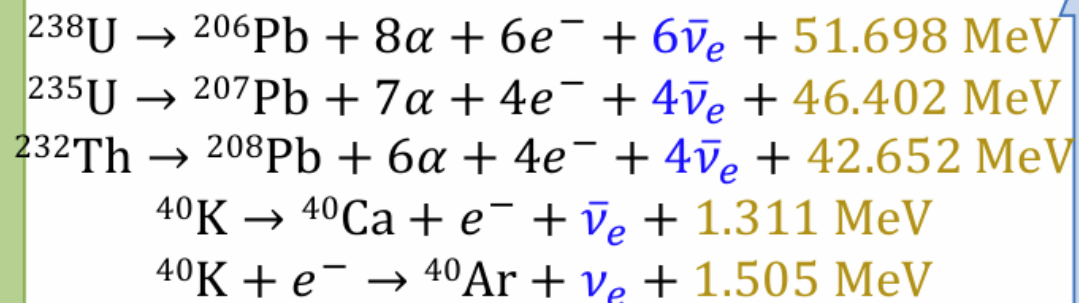 ²³⁸U → ²⁰⁶Pb + 8α + 6e⁻ + 6ν̄ₑ + 51.698 MeV
²³⁵U → ²⁰⁷Pb + 7α + 4e⁻ + 4ν̄ₑ + 46.402 MeV
²³²Th → ²⁰⁸Pb + 6α + 4e⁻ + 4ν̄ₑ + 42.652 MeV
⁴⁰K → ⁴⁰Ca + e⁻ + ν̄ₑ + 1.311 MeV
⁴⁰K + e⁻ → ⁴⁰Ar + νₑ + 1.505 MeV